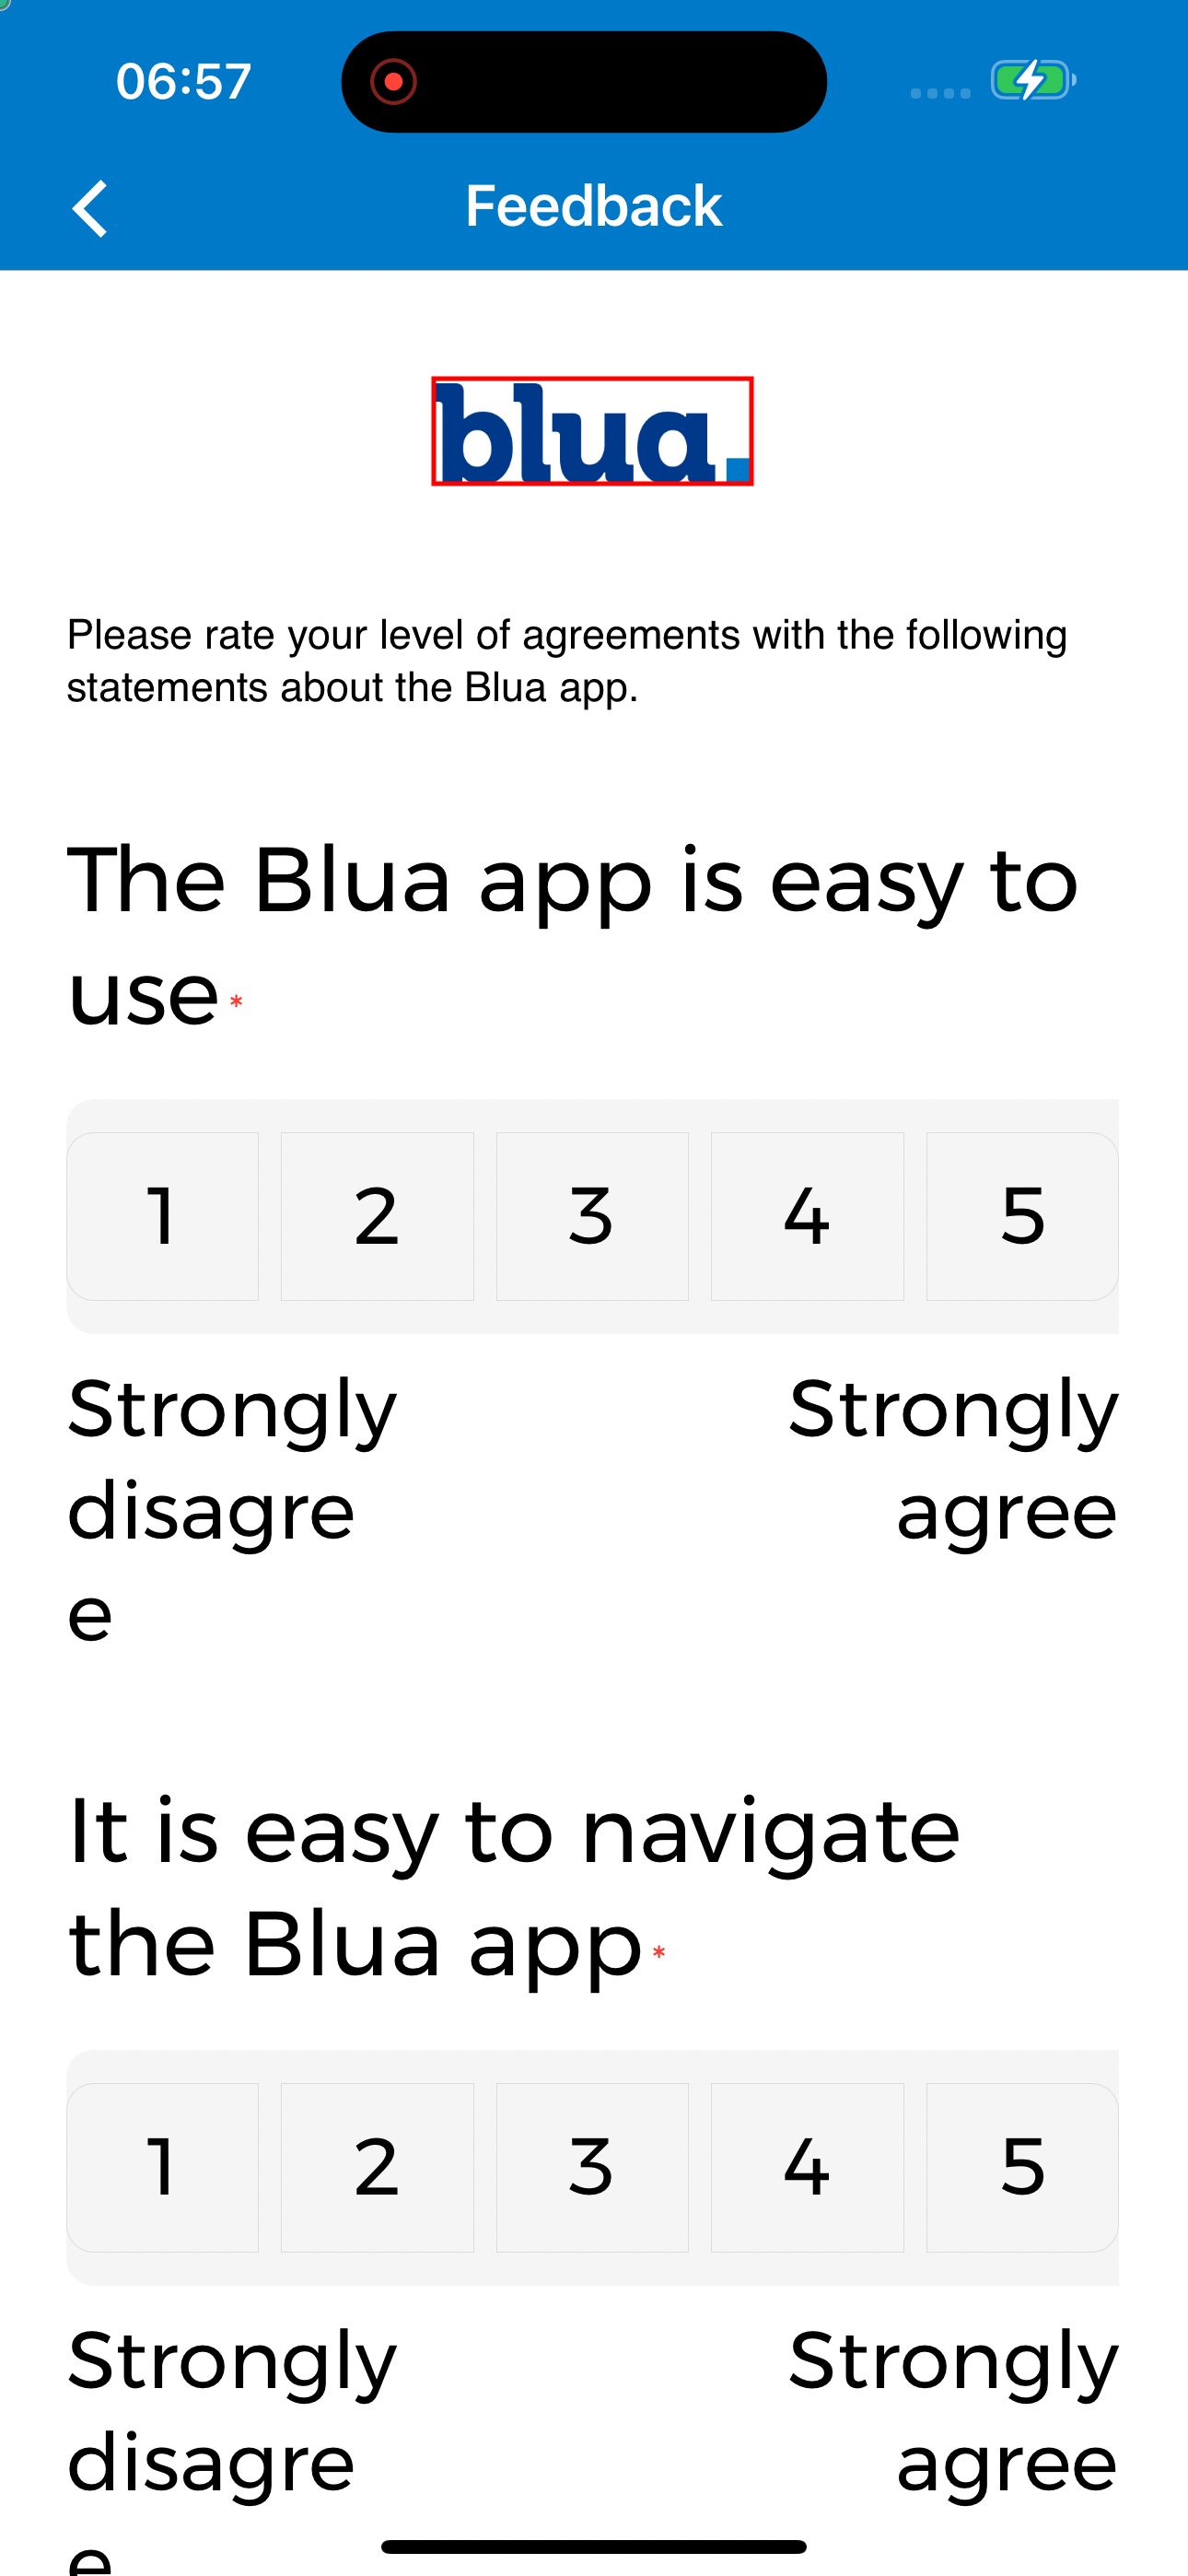 06:57
Feedback
blua.
Please rate your level of agreements with the following
statements about the Blua app.
The Blua app is easy to
use*
1 2 3 4 5
Strongly Strongly
disagre agree
e
It is easy to navigate
the Blua app*
1 2 3 4 5
Strongly Strongly
disagre agree
e